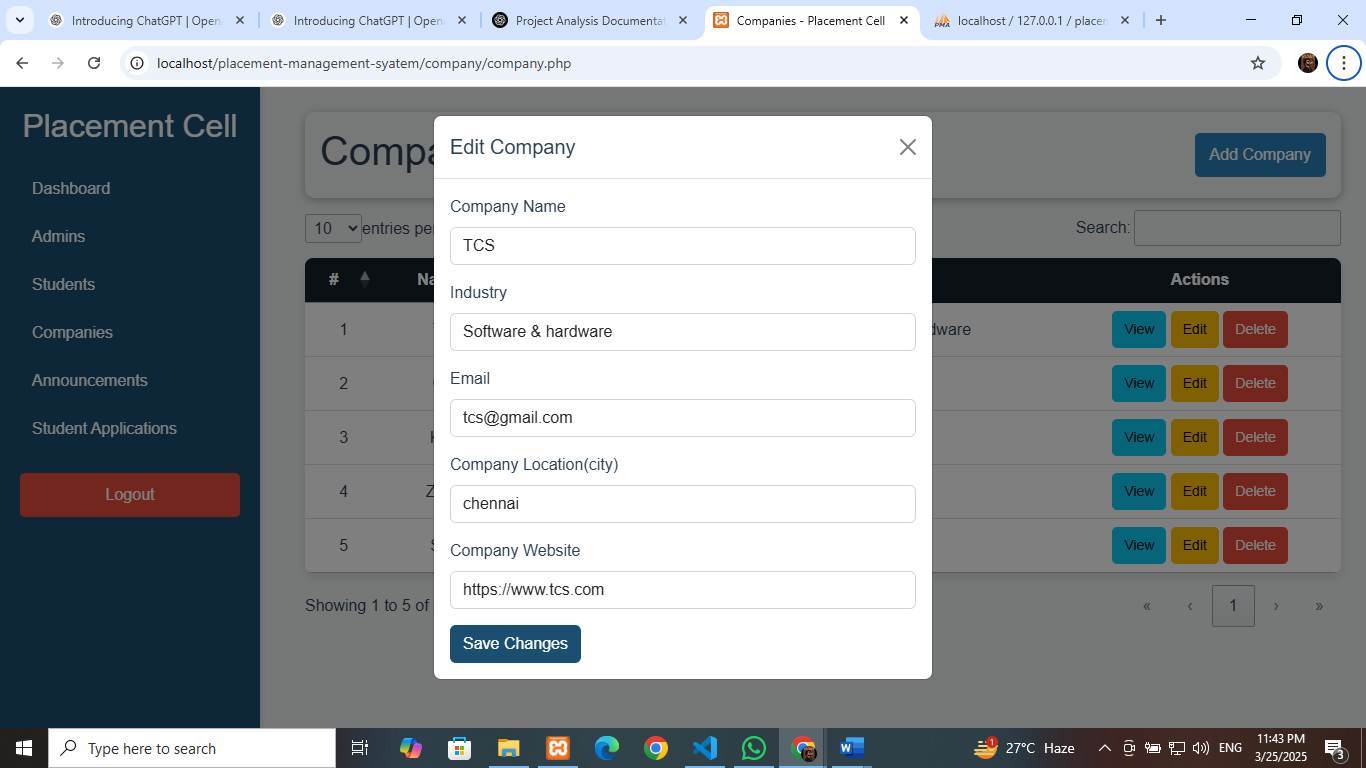 Introducing ChatGPT | Open
Introducing ChatGPT | Open
Project Analysis Documenta
Companies - Placement Cell
localhost / 127.0.0.1 / placem
localhost/placement-management-syatem/company/company.php
Placement Cell
Dashboard
Admins
Students
Companies
Announcements
Student Applications
Logout
Add Company
10 entries pe
Search:
#
Actions
1
dware
View Edit Delete
2
View Edit Delete
3
View Edit Delete
4
View Edit Delete
5
View Edit Delete
Showing 1 to 5 of
« ‹ 1 › »
Edit Company
Company Name
TCS
Industry
Software & hardware
Email
tcs@gmail.com
Company Location(city)
chennai
Company Website
https://www.tcs.com
Save Changes
Type here to search
1
27°C Haze
ENG
11:43 PM
3/25/2025
3